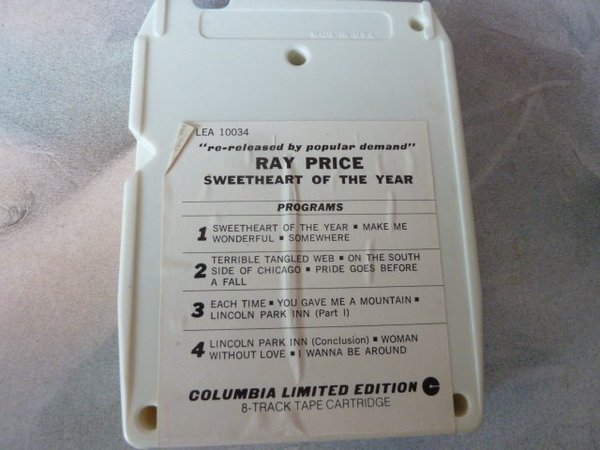 MADE IN U.S.A.
LEA 10034
"re-released by popular demand"
RAY PRICE
SWEETHEART OF THE YEAR
PROGRAMS
1 SWEETHEART OF THE YEAR ▪ MAKE ME
WONDERFUL ▪ SOMEWHERE
2 TERRIBLE TANGLED WEB ▪ ON THE SOUTH
SIDE OF CHICAGO ▪ PRIDE GOES BEFORE
A FALL
3 EACH TIME ▪ YOU GAVE ME A MOUNTAIN ▪
LINCOLN PARK INN (Part I)
4 LINCOLN PARK INN (Conclusion) ▪ WOMAN
WITHOUT LOVE ▪ I WANNA BE AROUND
COLUMBIA LIMITED EDITION
8-TRACK TAPE CARTRIDGE